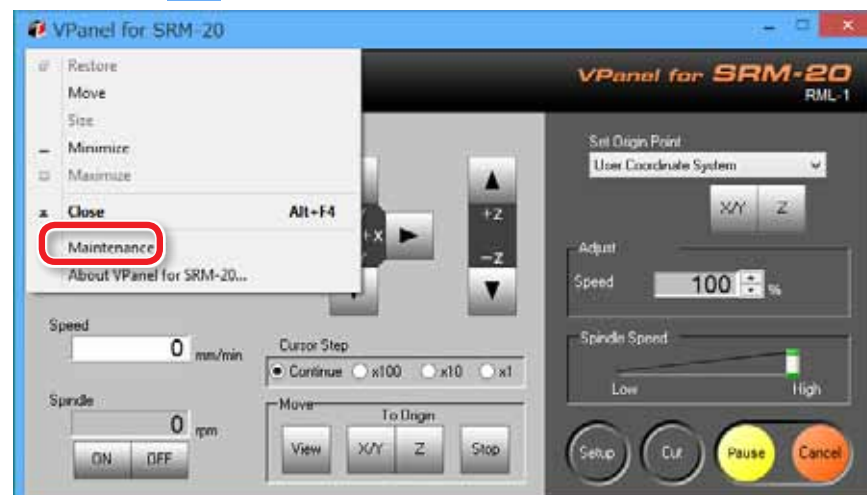 VPanel for SRM-20
Restore
Move
Size
Minimize
Maximize
Close Alt+F4
Maintenance
About VPanel for SRM-20...
VPanel for SRM-20
RML-1
+X
+Z
-Z
Speed
0 mm/min
Spindle
0 rpm
ON OFF
Cursor Step
Continue x100 x10 x1
Move
To Origin
View X/Y Z Stop
Set Origin Point
User Coordinate System
X/Y Z
Adjust
Speed 100 %
Spindle Speed
Low High
Setup Cut Pause Cancel